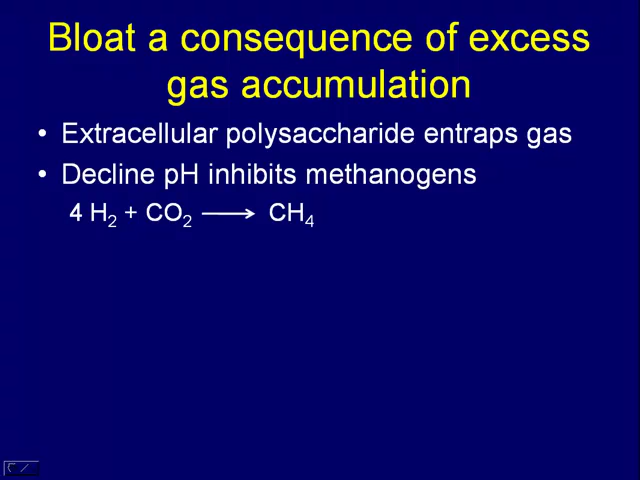 Bloat a consequence of excess
gas accumulation
• Extracellular polysaccharide entraps gas
• Decline pH inhibits methanogens
4 H₂ + CO₂ ⟶ CH₄